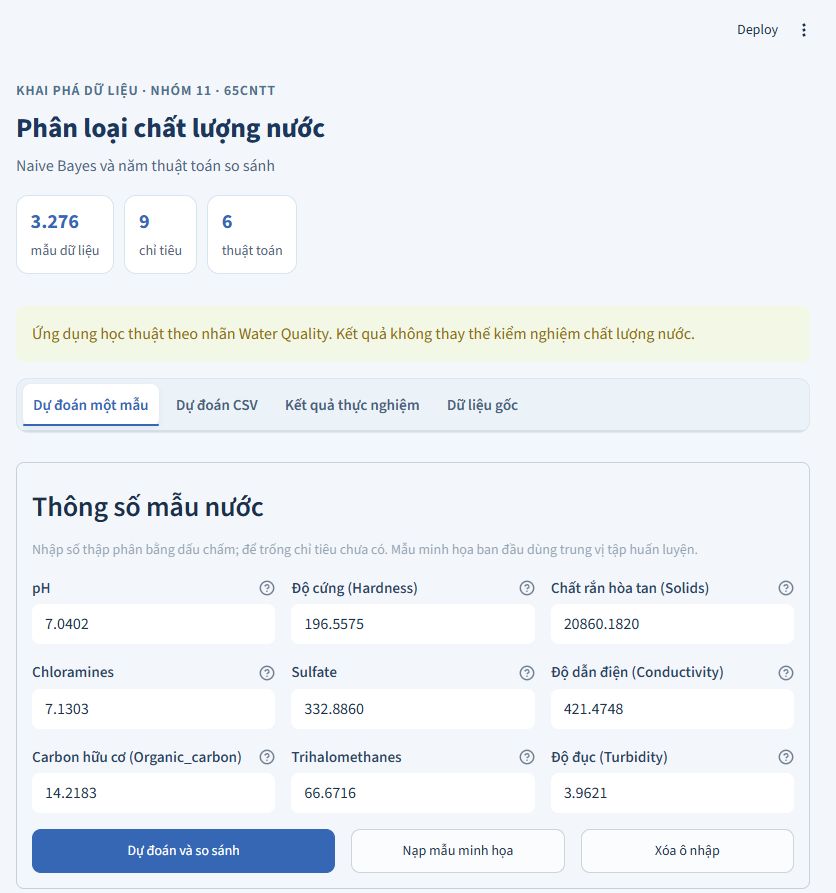 Deploy
KHAI PHÁ DỮ LIỆU · NHÓM 11 · 65CNTT
Phân loại chất lượng nước
Naive Bayes và năm thuật toán so sánh
3.276 9 6
mẫu dữ liệu chỉ tiêu thuật toán
Ứng dụng học thuật theo nhãn Water Quality. Kết quả không thay thế kiểm nghiệm chất lượng nước.
Dự đoán một mẫu Dự đoán CSV Kết quả thực nghiệm Dữ liệu gốc
Thông số mẫu nước
Nhập số thập phân bằng dấu chấm; để trống chỉ tiêu chưa có. Mẫu minh họa ban đầu dùng trung vị tập huấn luyện.
pH Độ cứng (Hardness) Chất rắn hòa tan (Solids)
7.0402 196.5575 20860.1820
Chloramines Sulfate Độ dẫn điện (Conductivity)
7.1303 332.8860 421.4748
Carbon hữu cơ (Organic_carbon) Trihalomethanes Độ đục (Turbidity)
14.2183 66.6716 3.9621
Dự đoán và so sánh Nạp mẫu minh họa Xóa ô nhập